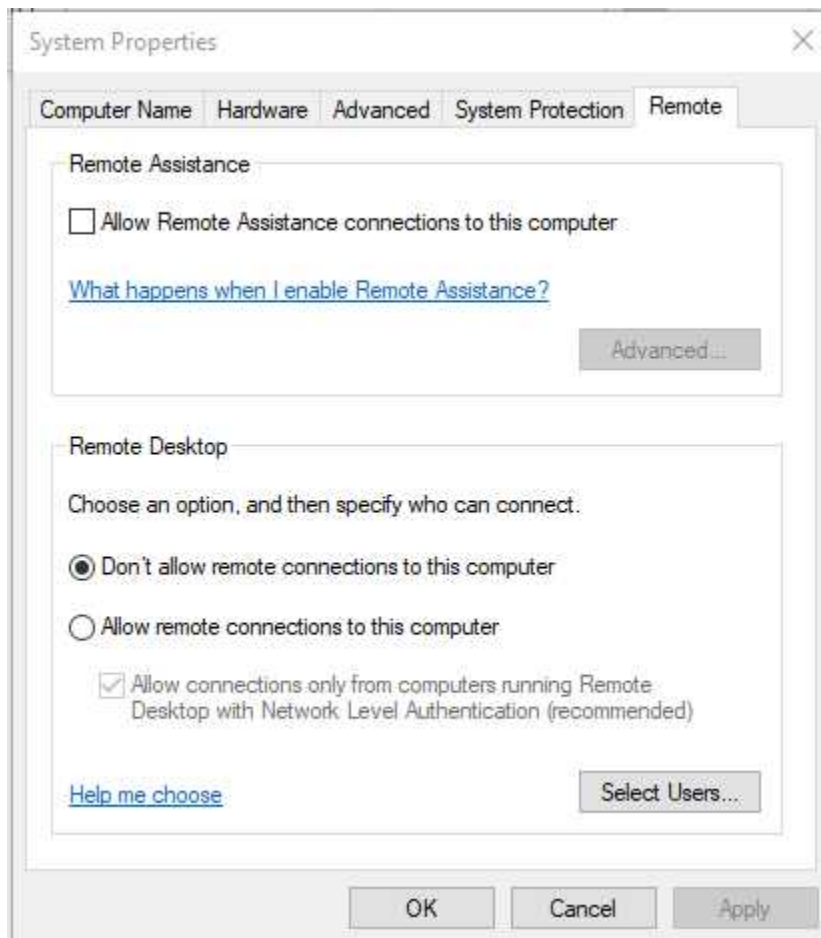 System Properties
Computer Name Hardware Advanced System Protection Remote
Remote Assistance
Allow Remote Assistance connections to this computer
What happens when I enable Remote Assistance?
Advanced...
Remote Desktop
Choose an option, and then specify who can connect.
Don't allow remote connections to this computer
Allow remote connections to this computer
Allow connections only from computers running Remote
Desktop with Network Level Authentication (recommended)
Help me choose
Select Users...
OK Cancel Apply